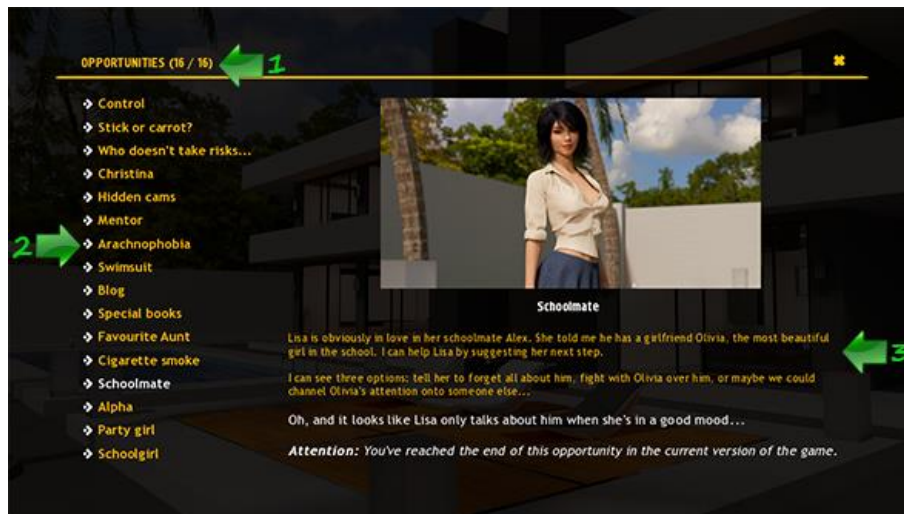 OPPORTUNITIES (16 / 16)
1
Control
Stick or carrot?
Who doesn't take risks...
Christina
Hidden cams
Mentor
2
Arachnophobia
Swimsuit
Blog
Special books
Favourite Aunt
Cigarette smoke
Schoolmate
Alpha
Party girl
Schoolgirl
Schoolmate
Lisa is obviously in love in her schoolmate Alex. She told me he has a girlfriend Olivia, the most beautiful
girl in the school. I can help Lisa by suggesting her next step.
3
I can see three options: tell her to forget all about him, fight with Olivia over him, or maybe we could
channel Olivia's attention onto someone else...
Oh, and it looks like Lisa only talks about him when she's in a good mood...
Attention: You've reached the end of this opportunity in the current version of the game.